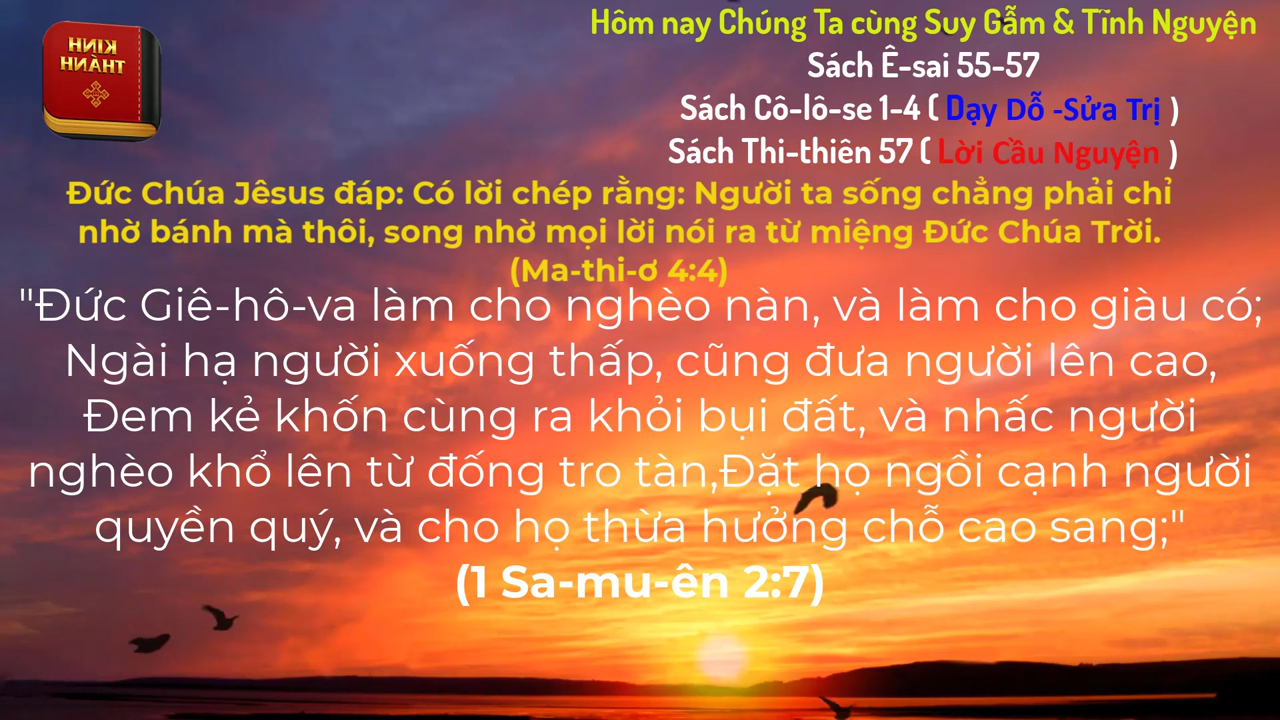 KINH
THÀNH
Hôm nay Chúng Ta cùng Suy Gẫm & Tĩnh Nguyện
Sách Ê-sai 55-57
Sách Cô-lô-se 1-4 ( Dạy Dỗ -Sửa Trị )
Sách Thi-thiên 57 ( Lời Cầu Nguyện )
Đức Chúa Jêsus đáp: Có lời chép rằng: Người ta sống chẳng phải chỉ
nhờ bánh mà thôi, song nhờ mọi lời nói ra từ miệng Đức Chúa Trời.
(Ma-thi-ơ 4:4)
"Đức Giê-hô-va làm cho nghèo nàn, và làm cho giàu có;
Ngài hạ người xuống thấp, cũng đưa người lên cao,
Đem kẻ khốn cùng ra khỏi bụi đất, và nhấc người
nghèo khổ lên từ đống tro tàn,Đặt họ ngồi cạnh người
quyền quý, và cho họ thừa hưởng chỗ cao sang;"
(1 Sa-mu-ên 2:7)